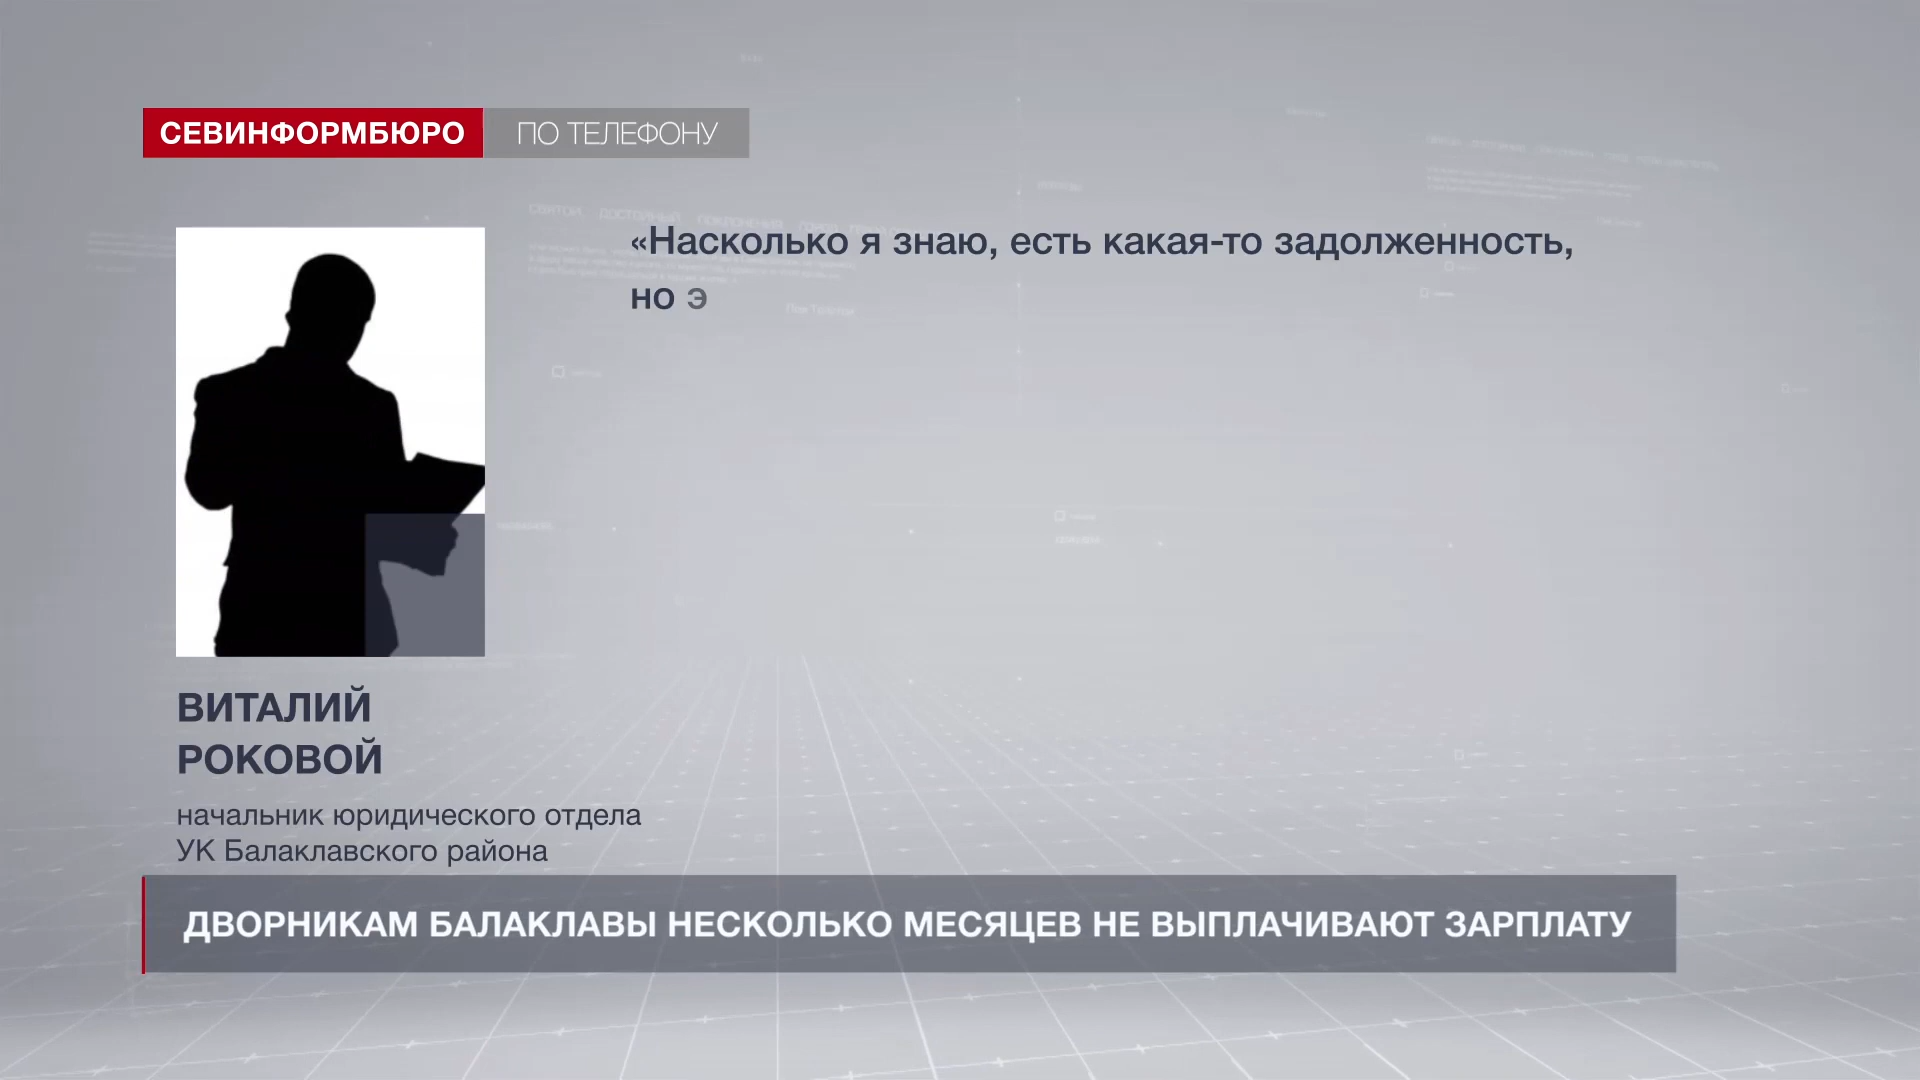 СЕВИНФОРМБЮРО ПО ТЕЛЕФОНУ
«Насколько я знаю, есть какая-то задолженность,
но э
ВИТАЛИЙ
РОКОВОЙ
начальник юридического отдела
УК Балаклавского района
ДВОРНИКАМ БАЛАКЛАВЫ НЕСКОЛЬКО МЕСЯЦЕВ НЕ ВЫПЛАЧИВАЮТ ЗАРПЛАТУ